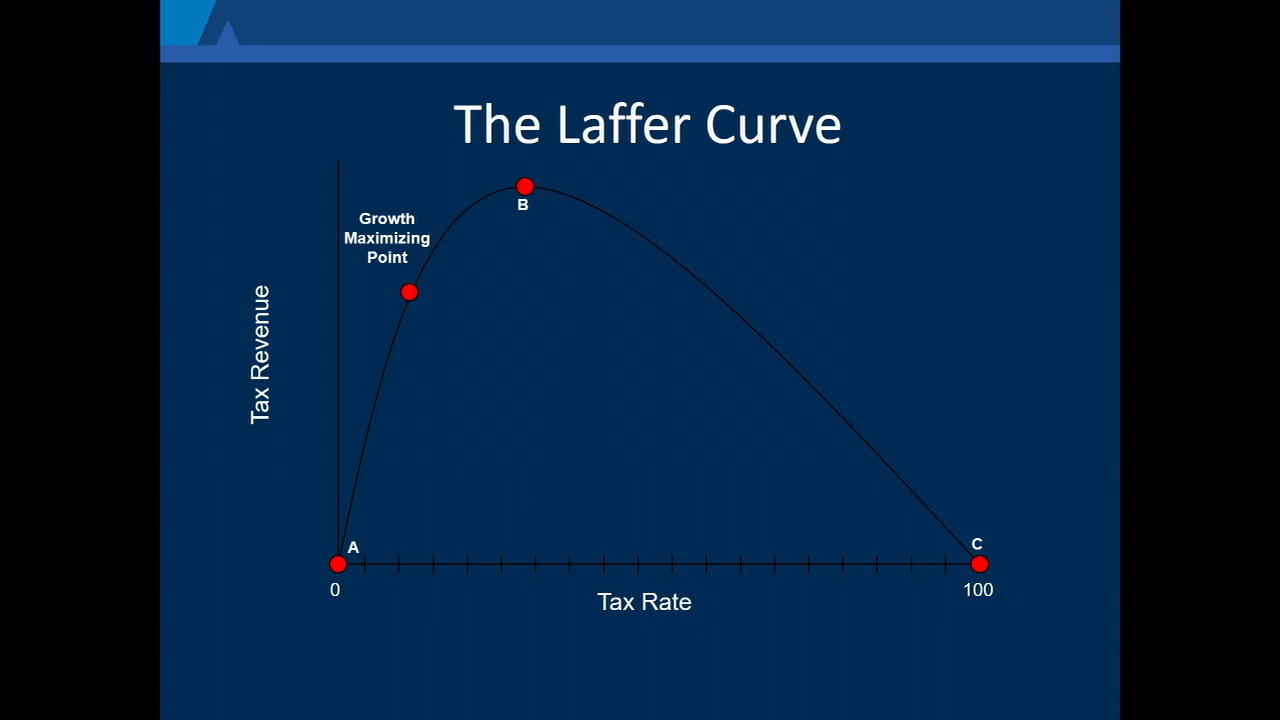 The Laffer Curve
B
Growth
Maximizing
Point
Tax Revenue
A
C
0
100
Tax Rate